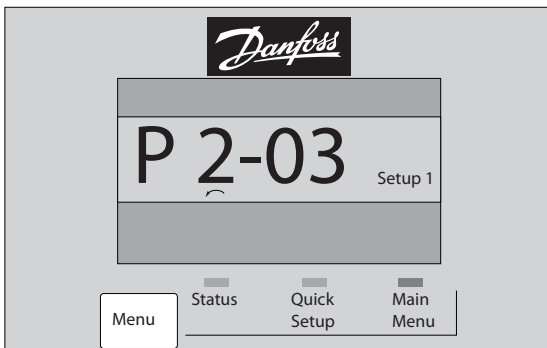 Danfoss
P 2-03 Setup 1
Menu
Status
Quick
Setup
Main
Menu